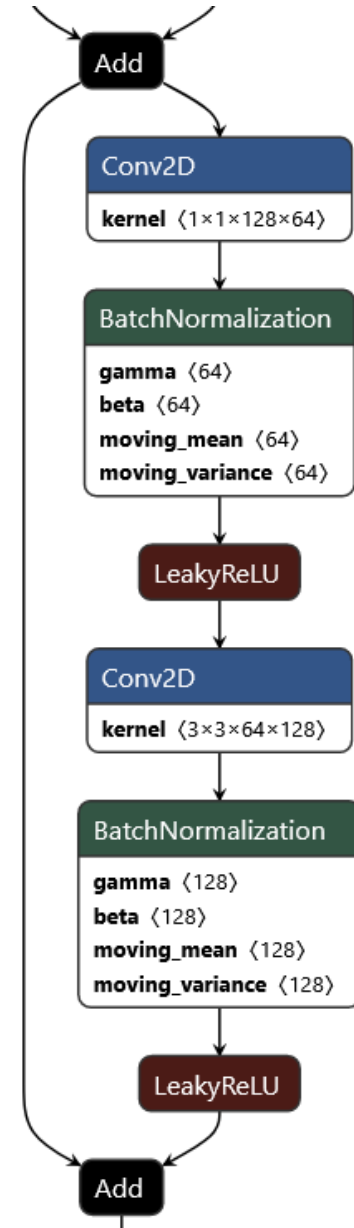 Add
Conv2D
kernel ⟨1×1×128×64⟩
BatchNormalization
gamma ⟨64⟩
beta ⟨64⟩
moving_mean ⟨64⟩
moving_variance ⟨64⟩
LeakyReLU
Conv2D
kernel ⟨3×3×64×128⟩
BatchNormalization
gamma ⟨128⟩
beta ⟨128⟩
moving_mean ⟨128⟩
moving_variance ⟨128⟩
LeakyReLU
Add